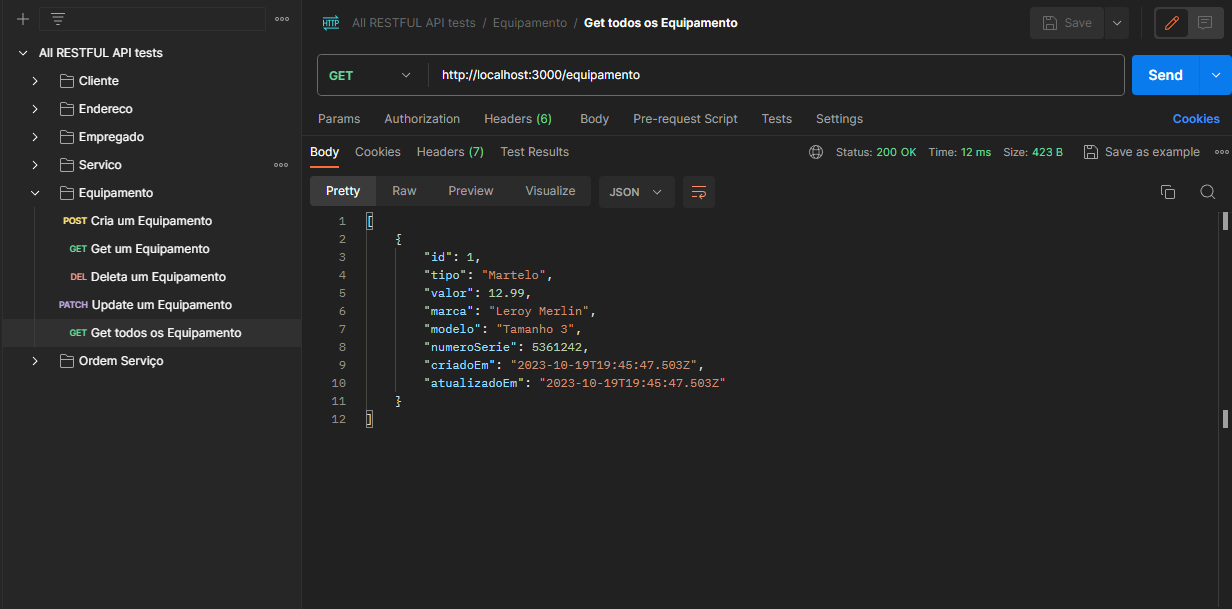 All RESTFUL API tests
Cliente
Endereco
Empregado
Servico
Equipamento
POST Cria um Equipamento
GET Get um Equipamento
DEL Deleta um Equipamento
PATCH Update um Equipamento
GET Get todos os Equipamento
Ordem Serviço
HTTP All RESTFUL API tests / Equipamento / Get todos os Equipamento
Save
GET http://localhost:3000/equipamento
Send
Params Authorization Headers (6) Body Pre-request Script Tests Settings Cookies
Body Cookies Headers (7) Test Results Status: 200 OK Time: 12 ms Size: 423 B Save as example
Pretty Raw Preview Visualize JSON
1 [
2 {
3 "id": 1,
4 "tipo": "Martelo",
5 "valor": 12.99,
6 "marca": "Leroy Merlin",
7 "modelo": "Tamanho 3",
8 "numeroSerie": 5361242,
9 "criadoEm": "2023-10-19T19:45:47.503Z",
10 "atualizadoEm": "2023-10-19T19:45:47.503Z"
11 }
12 ]